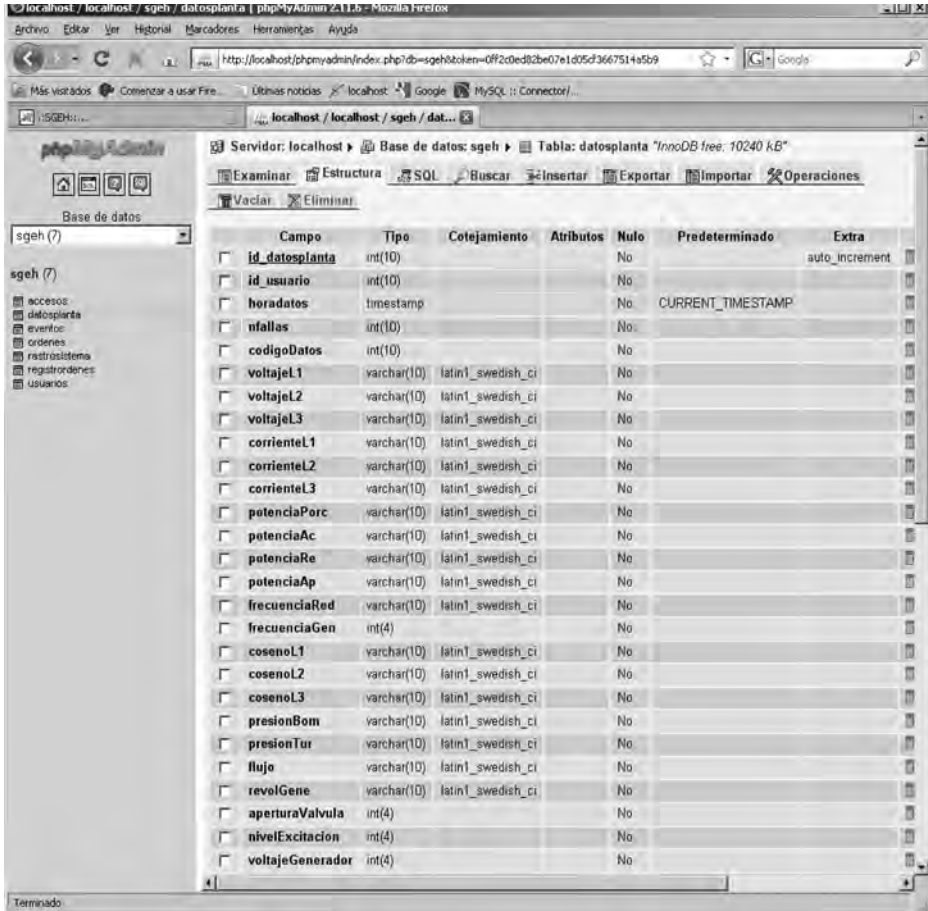 localhost / localhost / sgeh / datosplanta | phpMyAdmin 2.11.6 - Mozilla Firefox
Archivo Editar Ver Historial Marcadores Herramientas Ayuda
http://localhost/phpmyadmin/index.php?db=sgeh&token=0ff2c0ed82be07e1d05cf3667514a5b9
Google
Más visitados Comenzar a usar Fire... Últimas noticias localhost Google MySQL :: Connector/...
::SGEH::... localhost / localhost / sgeh / dat...
phpMyAdmin
Base de datos
sgeh (7)
sgeh (7)
accesos
datosplanta
eventos
ordenes
rastrosistema
registrordenes
usuarios
Servidor: localhost Base de datos: sgeh Tabla: datosplanta "InnoDB free: 10240 kB"
Examinar Estructura SQL Buscar Insertar Exportar Importar Operaciones
Vaciar Eliminar
Campo Tipo Cotejamiento Atributos Nulo Predeterminado Extra
id_datosplanta int(10) No auto_increment
id_usuario int(10) No
horadatos timestamp No CURRENT_TIMESTAMP
nfallas int(10) No
codigoDatos int(10) No
voltajeL1 varchar(10) latin1_swedish_ci No
voltajeL2 varchar(10) latin1_swedish_ci No
voltajeL3 varchar(10) latin1_swedish_ci No
corrienteL1 varchar(10) latin1_swedish_ci No
corrienteL2 varchar(10) latin1_swedish_ci No
corrienteL3 varchar(10) latin1_swedish_ci No
potenciaPorc varchar(10) latin1_swedish_ci No
potenciaAc varchar(10) latin1_swedish_ci No
potenciaRe varchar(10) latin1_swedish_ci No
potenciaAp varchar(10) latin1_swedish_ci No
frecuenciaRed varchar(10) latin1_swedish_ci No
frecuenciaGen int(4) No
cosenoL1 varchar(10) latin1_swedish_ci No
cosenoL2 varchar(10) latin1_swedish_ci No
cosenoL3 varchar(10) latin1_swedish_ci No
presionBom varchar(10) latin1_swedish_ci No
presionTur varchar(10) latin1_swedish_ci No
flujo varchar(10) latin1_swedish_ci No
revolGene varchar(10) latin1_swedish_ci No
aperturaValvula int(4) No
nivelExcitacion int(4) No
voltajeGenerador int(4) No
Terminado